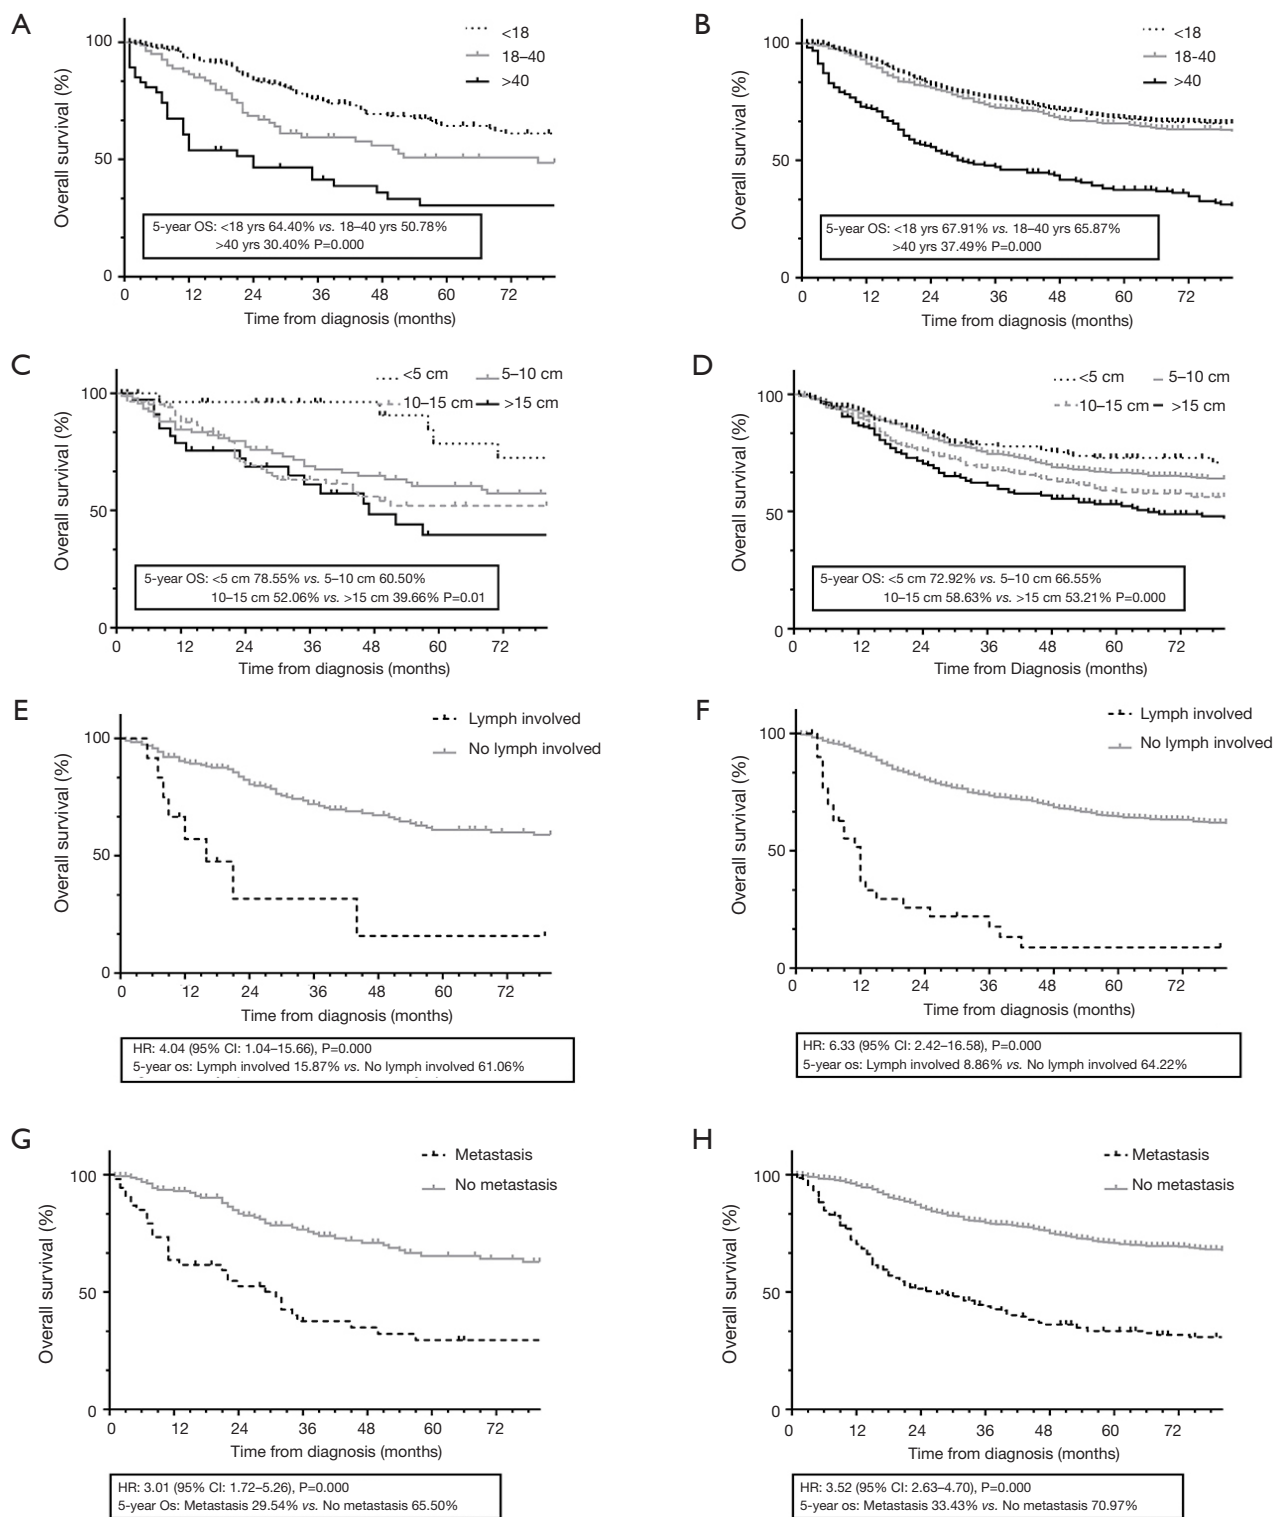 A
<18
18–40
>40
100
50
0
Overall survival (%)
5-year OS: <18 yrs 64.40% vs. 18–40 yrs 50.78%
>40 yrs 30.40% P=0.000
0 12 24 36 48 60 72
Time from diagnosis (months)
B
<18
18-40
>40
100
50
0
Overall survival (%)
5-year OS: <18 yrs 67.91% vs. 18–40 yrs 65.87%
>40 yrs 37.49% P=0.000
0 12 24 36 48 60 72
Time from diagnosis (months)
C
<5 cm 5–10 cm
10–15 cm >15 cm
100
50
0
Overall survival (%)
5-year OS: <5 cm 78.55% vs. 5–10 cm 60.50%
10–15 cm 52.06% vs. >15 cm 39.66% P=0.01
0 12 24 36 48 60 72
Time from diagnosis (months)
D
<5 cm 5–10 cm
10–15 cm >15 cm
100
50
0
Overall survival (%)
5-year OS: <5 cm 72.92% vs. 5–10 cm 66.55%
10–15 cm 58.63% vs. >15 cm 53.21% P=0.000
0 12 24 36 48 60 72
Time from Diagnosis (months)
E
Lymph involved
No lymph involved
100
50
0
Overall survival (%)
0 12 24 36 48 60 72
Time from diagnosis (months)
HR: 4.04 (95% CI: 1.04–15.66), P=0.000
5-year os: Lymph involved 15.87% vs. No lymph involved 61.06%
F
Lymph involved
No lymph involved
100
50
0
Overall survival (%)
0 12 24 36 48 60 72
Time from diagnosis (months)
HR: 6.33 (95% CI: 2.42–16.58), P=0.000
5-year os: Lymph involved 8.86% vs. No lymph involved 64.22%
G
Metastasis
No metastasis
100
50
0
Overall survival (%)
0 12 24 36 48 60 72
Time from diagnosis (months)
HR: 3.01 (95% CI: 1.72–5.26), P=0.000
5-year Os: Metastasis 29.54% vs. No metastasis 65.50%
H
Metastasis
No metastasis
100
50
0
Overall survival (%)
0 12 24 36 48 60 72
Time from diagnosis (months)
HR: 3.52 (95% CI: 2.63–4.70), P=0.000
5-year os: Metastasis 33.43% vs. No metastasis 70.97%